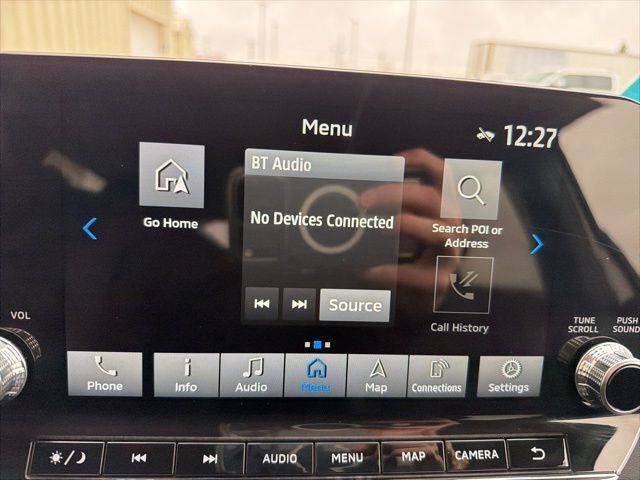 Menu
12:27
BT Audio
No Devices Connected
Go Home
Search POI or
Address
Source
Call History
VOL
TUNE
SCROLL
PUSH
SOUND
Phone
Info
Audio
Menu
Map
Connections
Settings
AUDIO
MENU
MAP
CAMERA